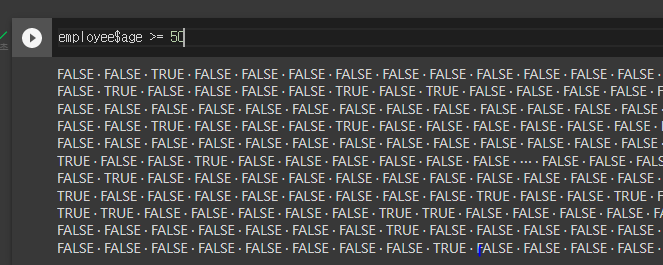 employee$age >= 50
FALSE · FALSE · TRUE · FALSE · FALSE · FALSE · FALSE · FALSE · FALSE · FALSE · FALSE · FALSE · FALSE ·
FALSE · TRUE · FALSE · FALSE · FALSE · FALSE · TRUE · FALSE · TRUE · FALSE · FALSE · FALSE · FALSE ·
FALSE · FALSE · FALSE · FALSE · FALSE · FALSE · FALSE · FALSE · FALSE · FALSE · FALSE · FALSE · FALSE ·
FALSE · FALSE · TRUE · FALSE · FALSE · FALSE · TRUE · FALSE · FALSE · FALSE · FALSE · FALSE · FALSE ·
FALSE · FALSE · FALSE · FALSE · FALSE · FALSE · FALSE · FALSE · FALSE · FALSE · FALSE · FALSE · FALSE ·
TRUE · FALSE · FALSE · TRUE · FALSE · FALSE · FALSE · FALSE · FALSE · FALSE · ⋯ · FALSE · FALSE · FALS
FALSE · TRUE · FALSE · FALSE · FALSE · FALSE · FALSE · FALSE · FALSE · FALSE · FALSE · FALSE · FALSE ·
TRUE · FALSE · FALSE · FALSE · FALSE · FALSE · FALSE · FALSE · FALSE · TRUE · FALSE · FALSE · TRUE ·
TRUE · TRUE · FALSE · FALSE · FALSE · FALSE · FALSE · TRUE · TRUE · FALSE · FALSE · FALSE · FALSE ·
FALSE · FALSE · FALSE · FALSE · FALSE · FALSE · FALSE · TRUE · FALSE · FALSE · FALSE · FALSE · FALSE ·
FALSE · FALSE · FALSE · FALSE · FALSE · FALSE · FALSE · FALSE · TRUE · FALSE · FALSE · FALSE · FALSE ·